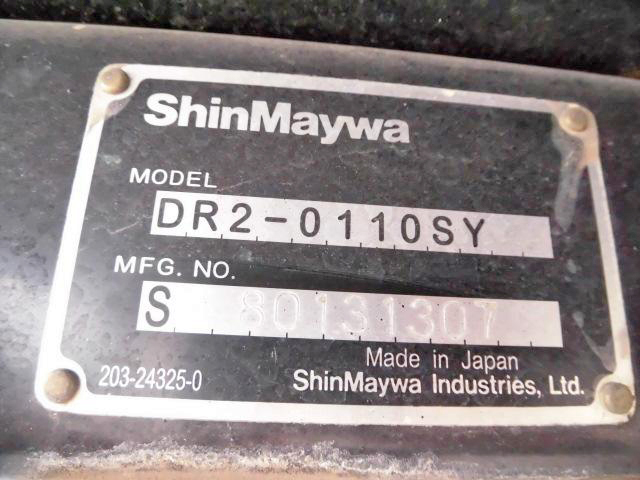 ShinMaywa
MODEL
DR2-0110SY
MFG. NO.
S 80131307
Made in Japan
203-24325-0
ShinMaywa Industries, Ltd.